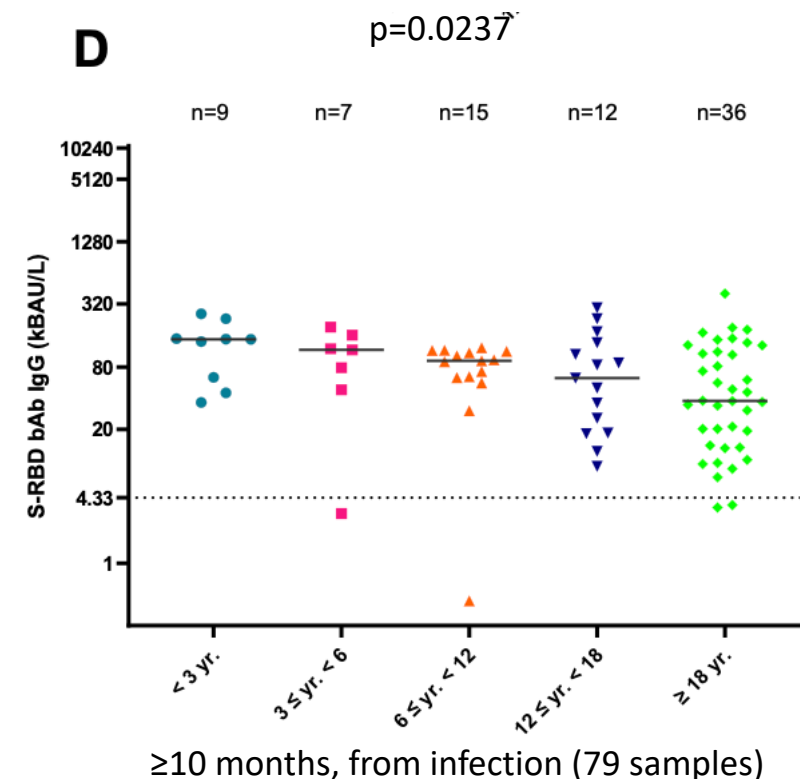 D
p=0.0237
n=9 n=7 n=15 n=12 n=36
10240
5120
1280
320
80
20
4.33
1
S-RBD bAb IgG (kBAU/L)
< 3 yr.
3 ≤ yr. < 6
6 ≤ yr. < 12
12 ≤ yr. < 18
≥ 18 yr.
≥10 months, from infection (79 samples)